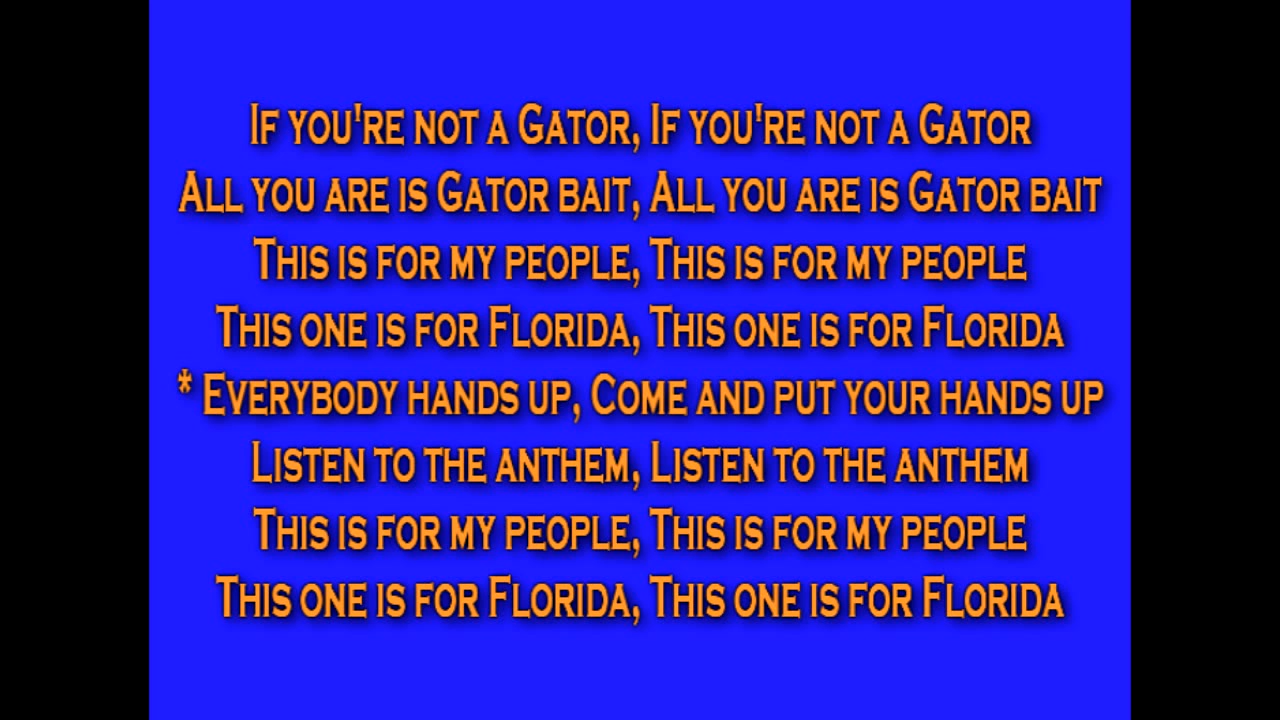 If you're not a Gator, If you're not a Gator
All you are is Gator bait, All you are is Gator bait
This is for my people, This is for my people
This one is for Florida, This one is for Florida
* Everybody hands up, Come and put your hands up
Listen to the anthem, Listen to the anthem
This is for my people, This is for my people
This one is for Florida, This one is for Florida